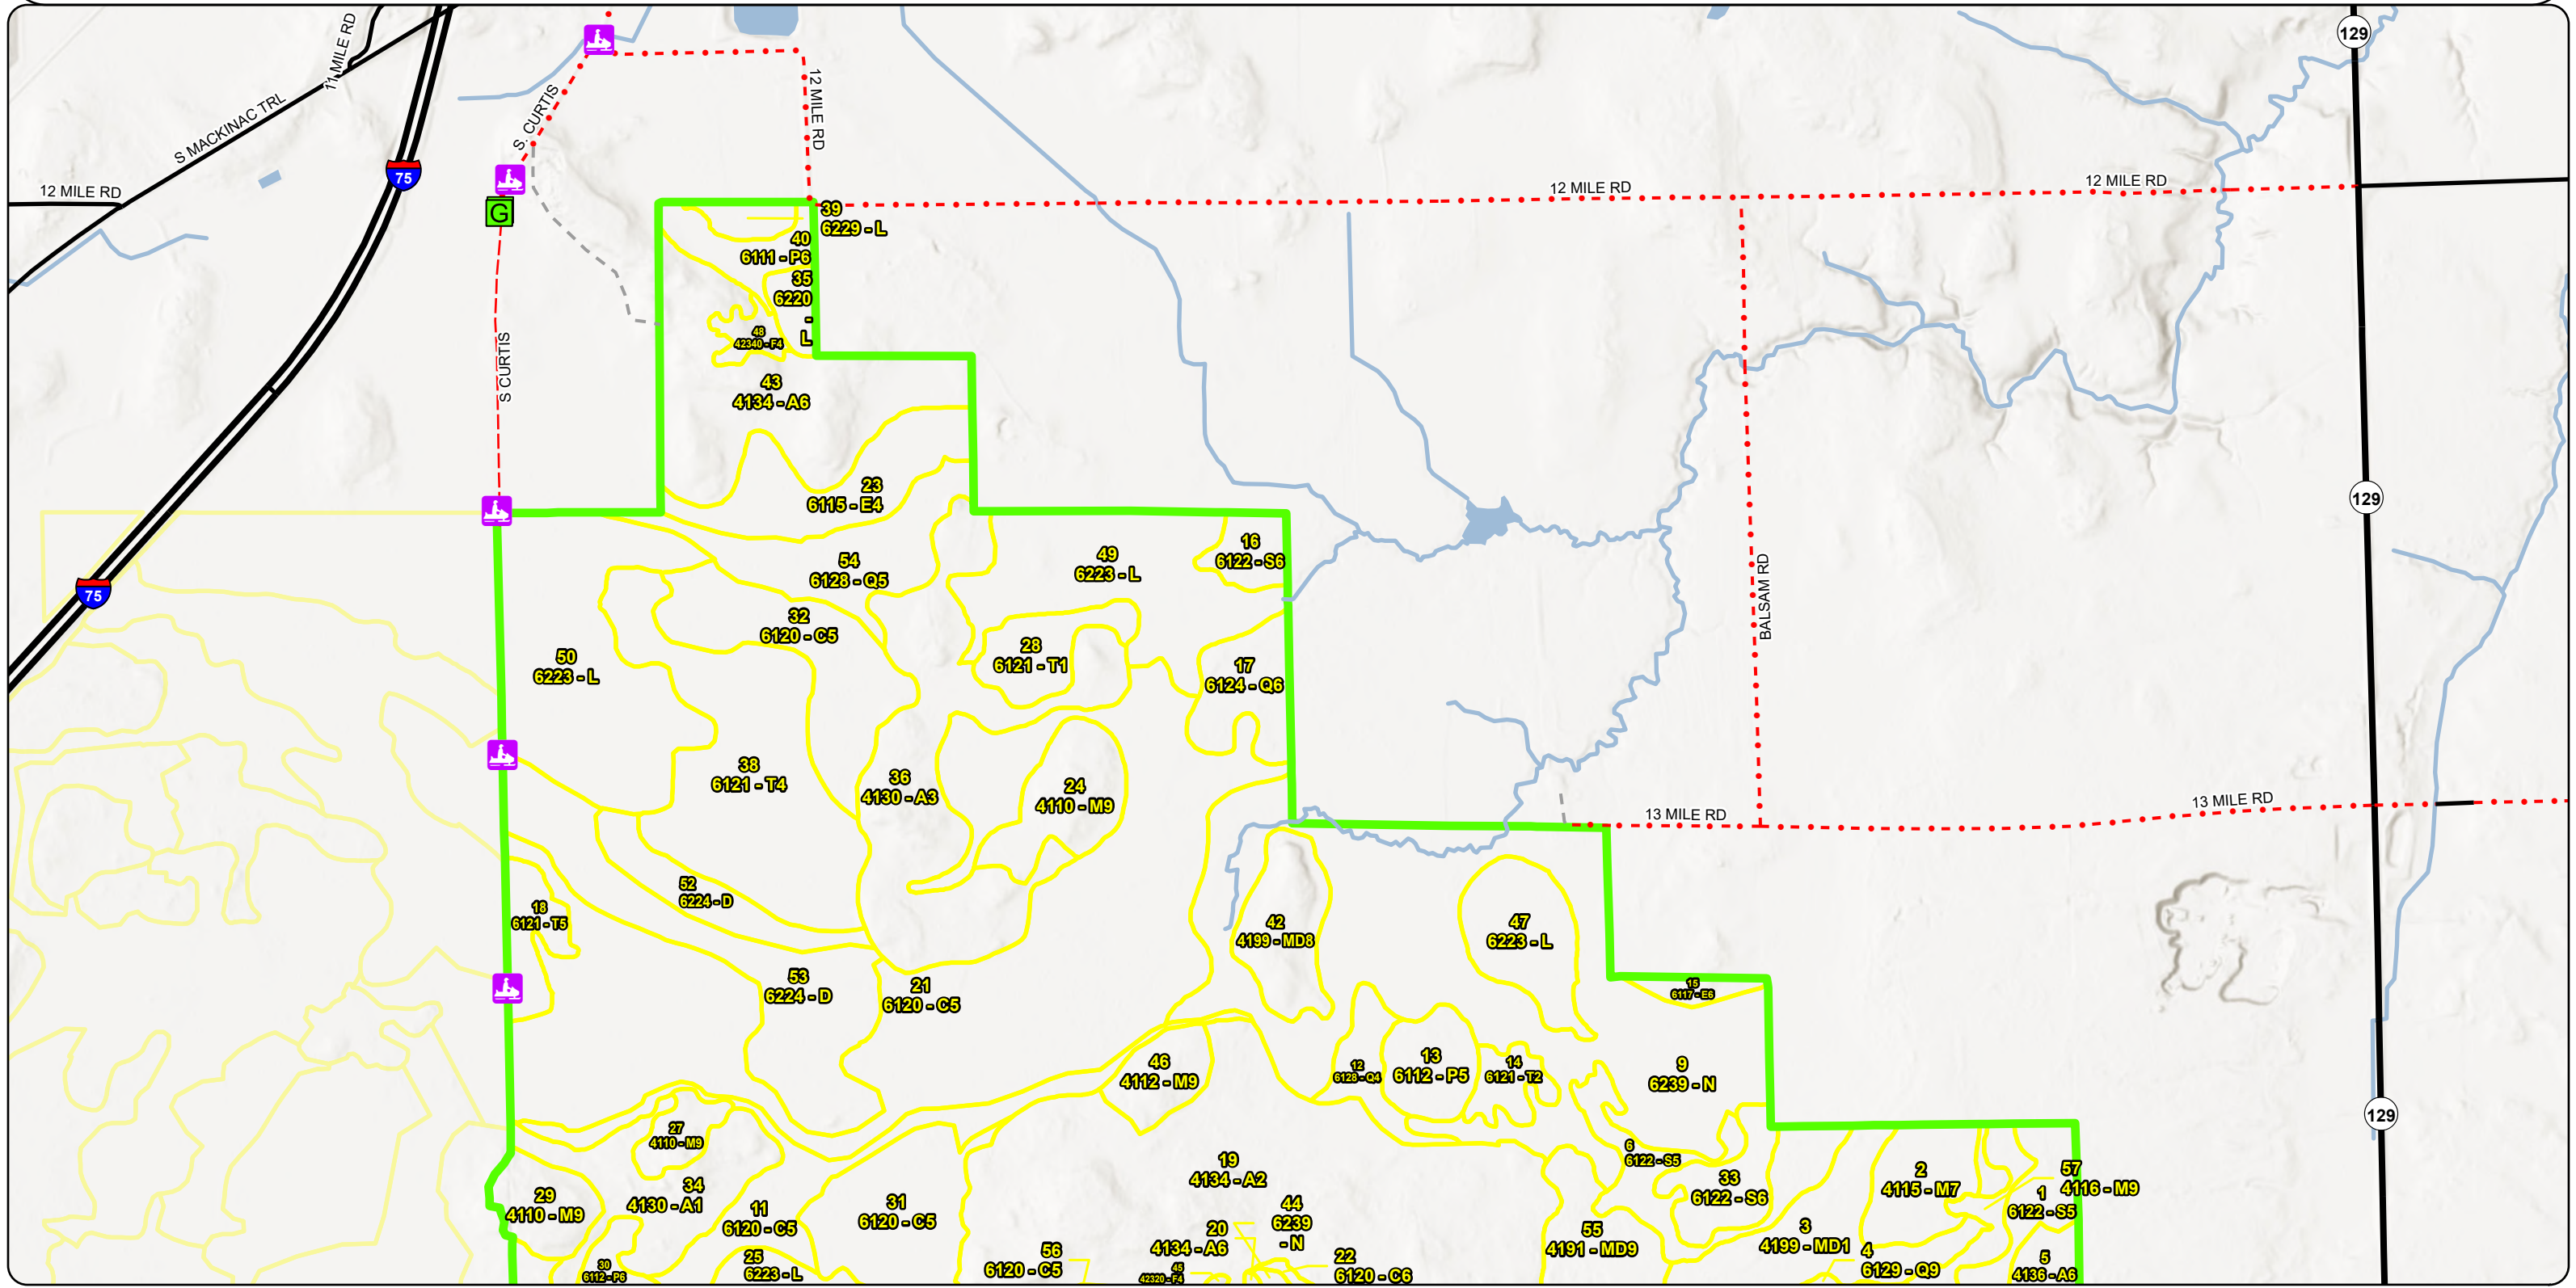 11 MILE RD
S MACKINAC TRL
12 MILE RD
75
S. CURTIS
12 MILE RD
G
S CURTIS
12 MILE RD
12 MILE RD
129
39
6229 - L
40
6111 - P6
35
6220
-
L
48
42340 - F4
43
4134 - A6
23
6115 - E4
129
75
54
6128 - Q5
49
6223 - L
16
6122 - S6
32
6120 - C5
50
6223 - L
28
6121 - T1
17
6124 - Q6
BALSAM RD
38
6121 - T4
36
4130 - A3
24
4110 - M9
13 MILE RD
13 MILE RD
52
6224 - D
18
6121 - T5
42
4199 - MD8
47
6223 - L
53
6224 - D
21
6120 - C5
15
6117 - E6
46
4112 - M9
12
6128 - Q4
13
6112 - P5
14
6121 - T2
9
6239 - N
129
27
4110 - M9
6
6122 - S5
29
4110 - M9
34
4130 - A1
11
6120 - C5
31
6120 - C5
19
4134 - A2
33
6122 - S6
2
4115 - M7
57
4116 - M9
1
6122 - S5
25
6223 - L
30
6112 - P6
56
6120 - C5
20
4134 - A6
44
6239
- N
45
42320 - F4
22
6120 - C6
55
4191 - MD9
3
4199 - MD1
4
6129 - Q9
5
4136 - A6